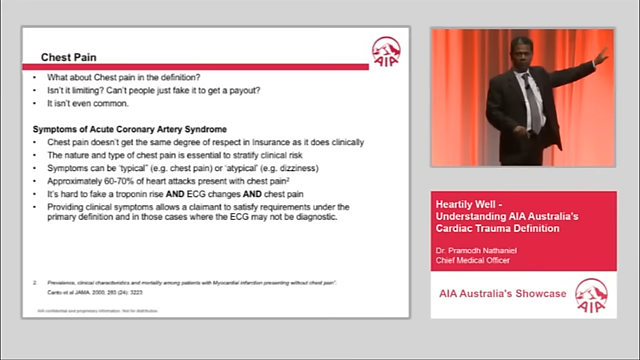 Chest Pain
AIA
• What about Chest pain in the definition?
• Isn't it limiting? Can't people just fake it to get a payout?
• It isn't even common.
Symptoms of Acute Coronary Artery Syndrome
• Chest pain doesn't get the same degree of respect in Insurance as it does clinically
• The nature and type of chest pain is essential to stratify clinical risk
• Symptoms can be "typical" (e.g. chest pain) or 'atypical" (e.g. dizziness)
• Approximately 60-70% of heart attacks present with chest pain²
• It's hard to fake a troponin rise AND ECG changes AND chest pain
• Providing clinical symptoms allows a claimant to satisfy requirements under the
primary definition and in those cases where the ECG may not be diagnostic.
2 Prevalence, clinical characteristics and mortality among patients with Myocardial infarction presenting without chest pain".
Canto et al JAMA. 2000; 283 (24): 3223
AIA confidential and proprietary information. Not for distribution.
Heartily Well -
Understanding AIA Australia's
Cardiac Trauma Definition
Dr. Pramodh Nathaniel
Chief Medical Officer
AIA Australia's Showcase
AIA